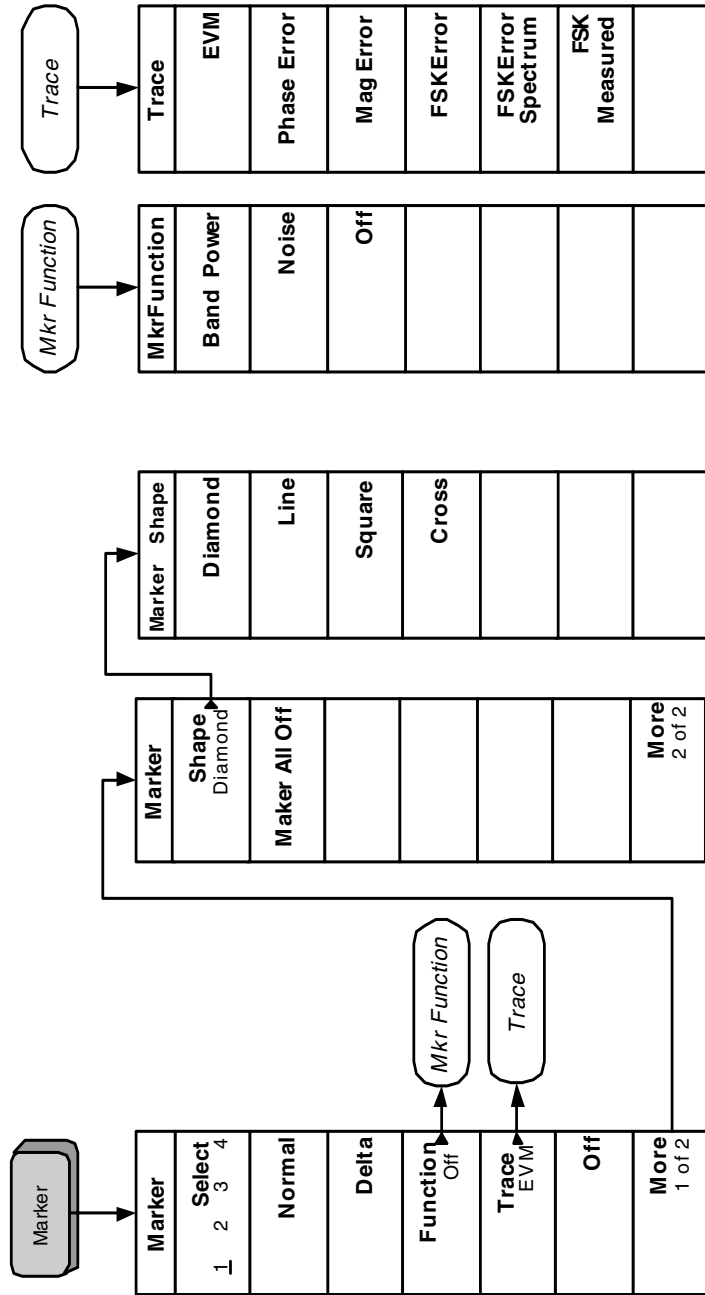 Marker
Marker
Select
1 2 3 4
Normal
Delta
Function
Off
Trace
EVM
Off
More
1 of 2
Mkr Function
Trace
Marker
Shape
Diamond
Maker All Off
More
2 of 2
Marker Shape
Diamond
Line
Square
Cross
Mkr Function
MkrFunction
Band Power
Noise
Off
Trace
Trace
EVM
Phase Error
Mag Error
FSKError
FSKError
Spectrum
FSK
Measured